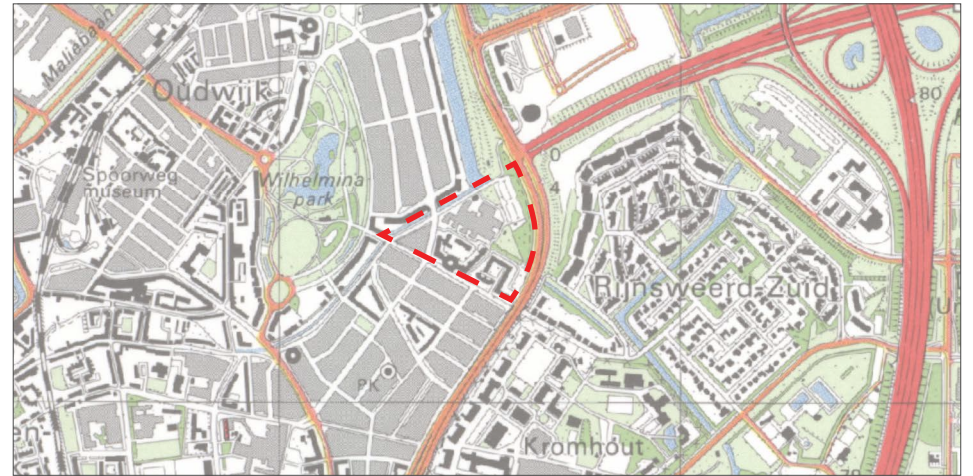 Maliebaan
Oudwijk
80
Spoorweg
museum
Wilhelmina-
park
0
4
Rijnsweerd-Zuid
PK
Kromhout